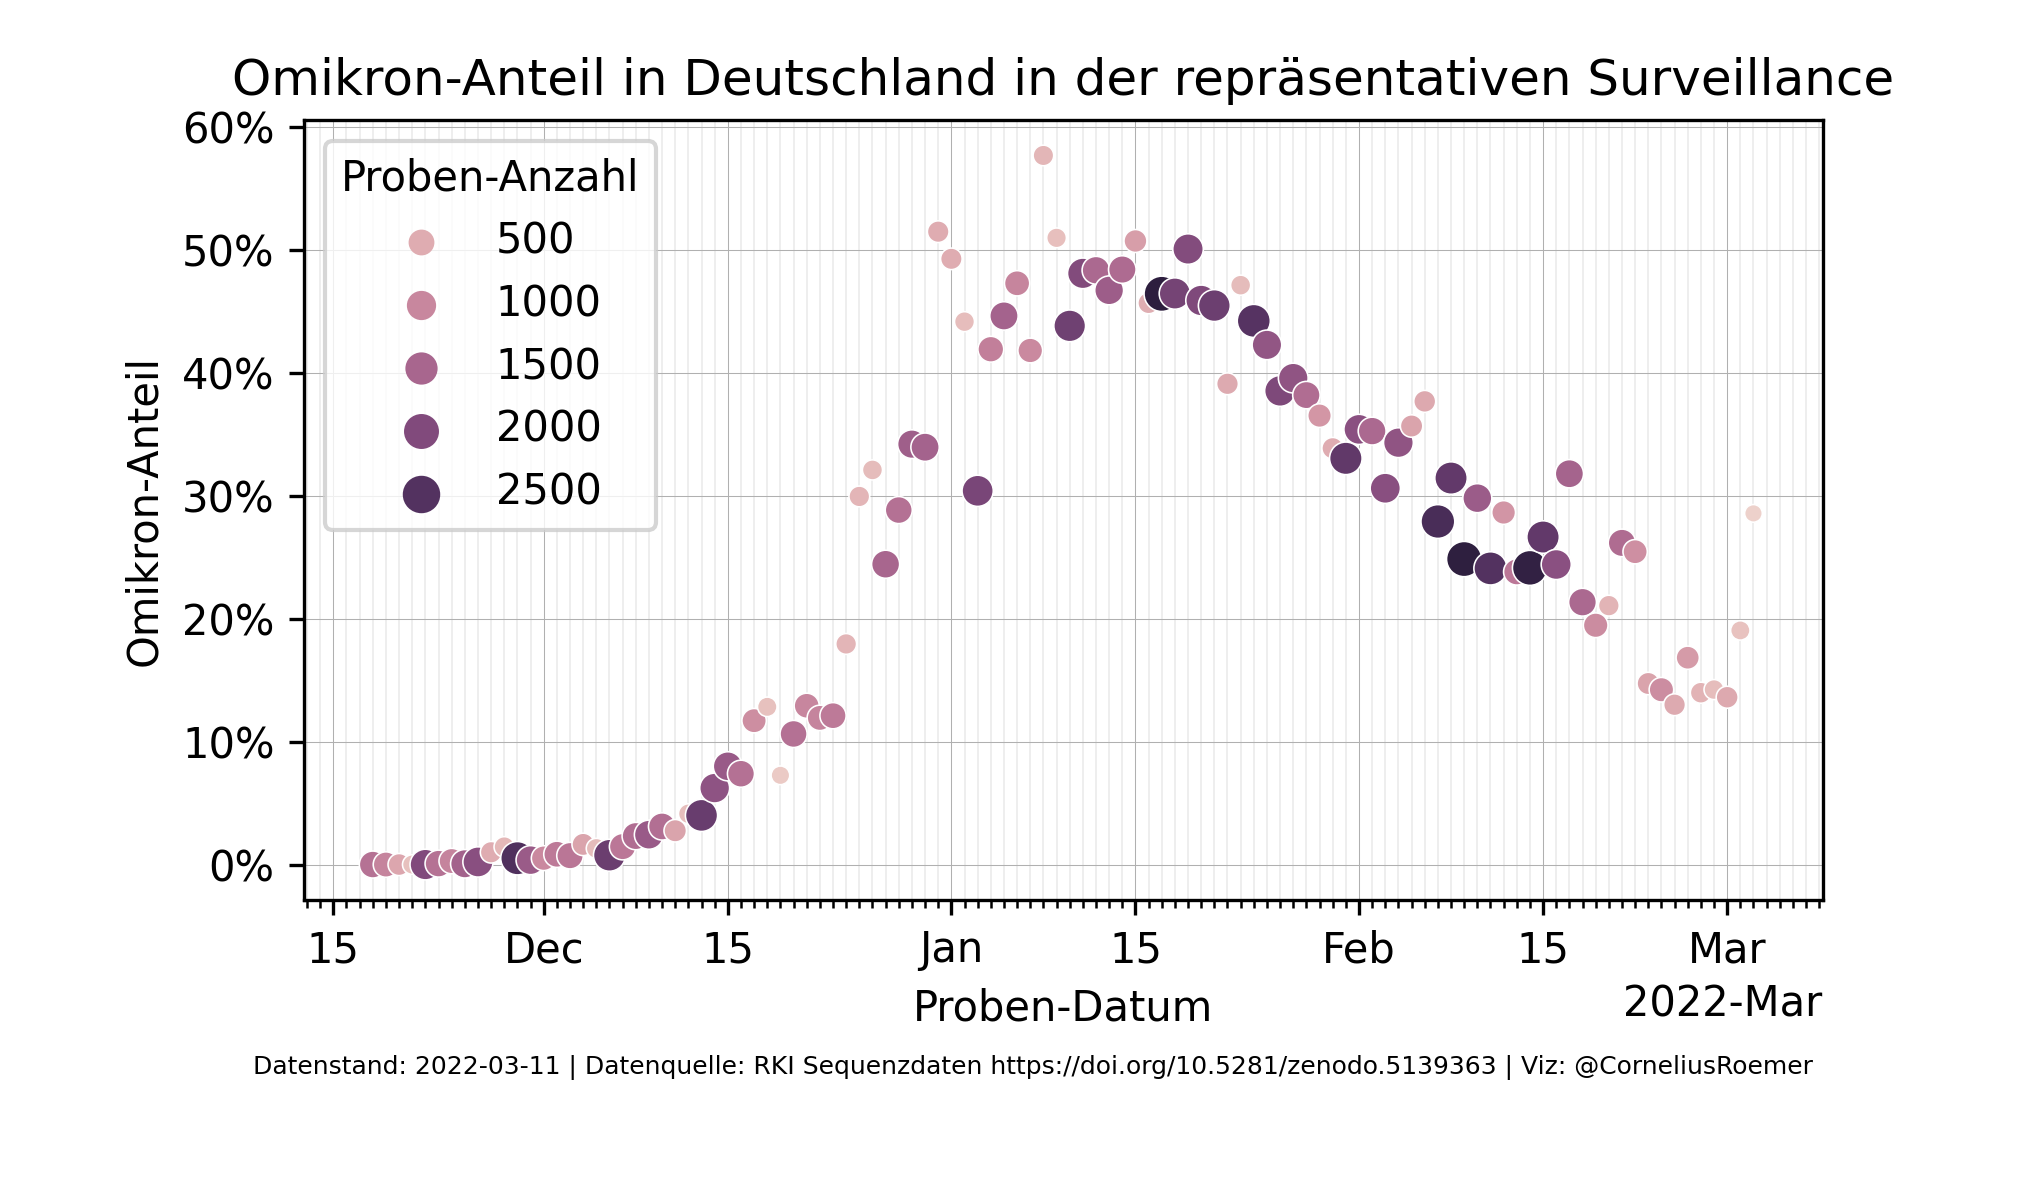 Omikron-Anteil in Deutschland in der repräsentativen Surveillance
60%
50%
40%
30%
20%
10%
0%
Omikron-Anteil
Proben-Anzahl
500
1000
1500
2000
2500
15 Dec 15 Jan 15 Feb 15 Mar
Proben-Datum
2022-Mar
Datenstand: 2022-03-11 | Datenquelle: RKI Sequenzdaten https://doi.org/10.5281/zenodo.5139363 | Viz: @CorneliusRoemer